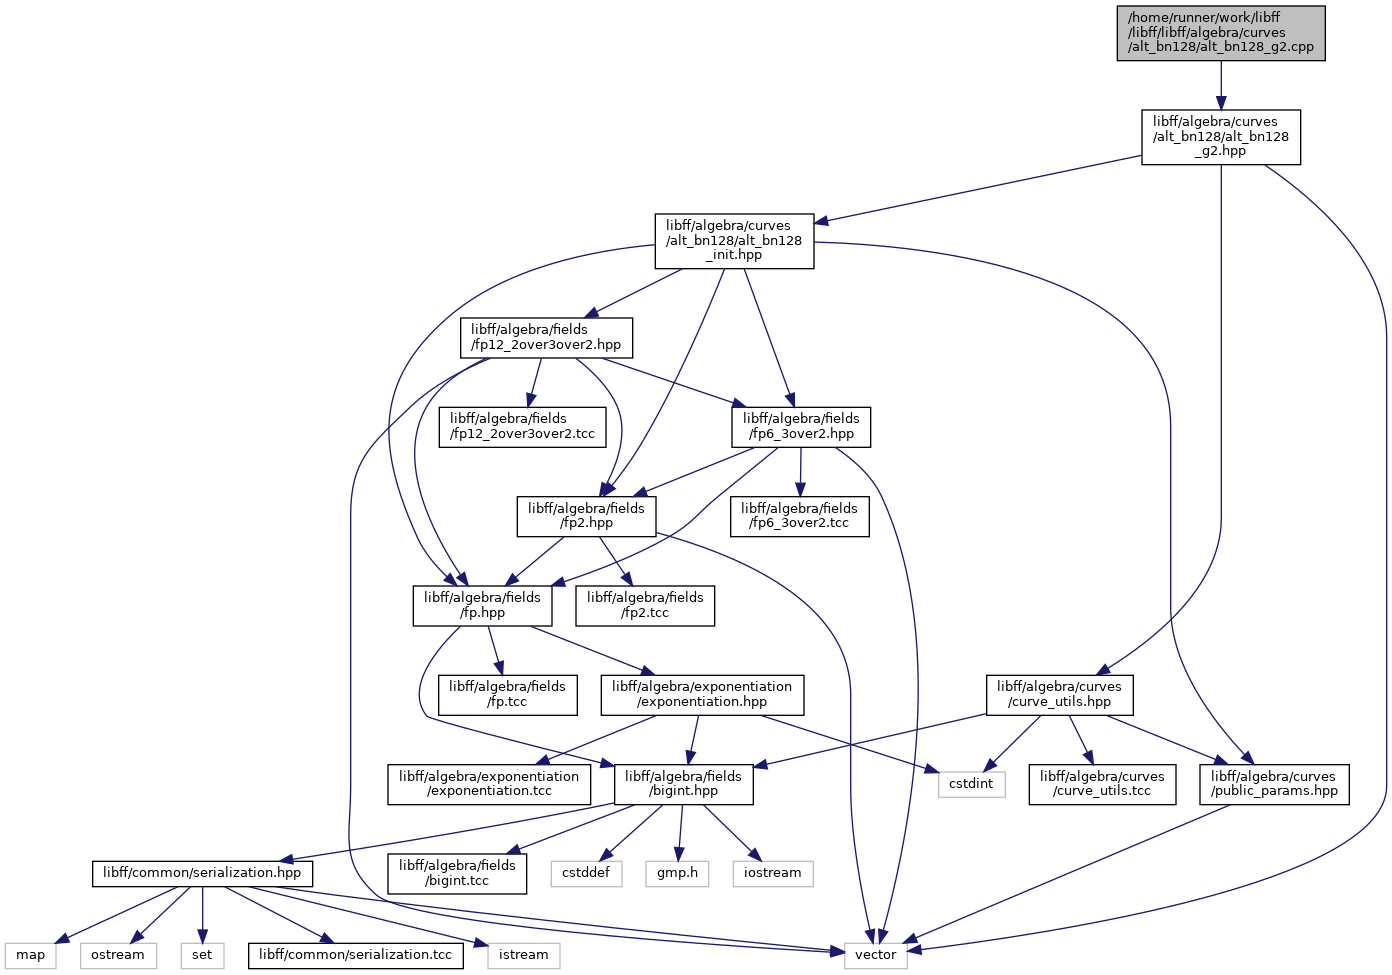 /home/runner/work/libff
/libff/libff/algebra/curves
/alt_bn128/alt_bn128_g2.cpp
libff/algebra/curves
/alt_bn128/alt_bn128
_g2.hpp
libff/algebra/curves
/alt_bn128/alt_bn128
_init.hpp
libff/algebra/fields
/fp12_2over3over2.hpp
libff/algebra/fields
/fp12_2over3over2.tcc
libff/algebra/fields
/fp6_3over2.hpp
libff/algebra/fields
/fp2.hpp
libff/algebra/fields
/fp6_3over2.tcc
libff/algebra/fields
/fp.hpp
libff/algebra/fields
/fp2.tcc
libff/algebra/fields
/fp.tcc
libff/algebra/exponentiation
/exponentiation.hpp
libff/algebra/curves
/curve_utils.hpp
libff/algebra/exponentiation
/exponentiation.tcc
libff/algebra/fields
/bigint.hpp
cstdint
libff/algebra/curves
/curve_utils.tcc
libff/algebra/curves
/public_params.hpp
libff/common/serialization.hpp
libff/algebra/fields
/bigint.tcc
cstddef
gmp.h
iostream
map
ostream
set
libff/common/serialization.tcc
istream
vector